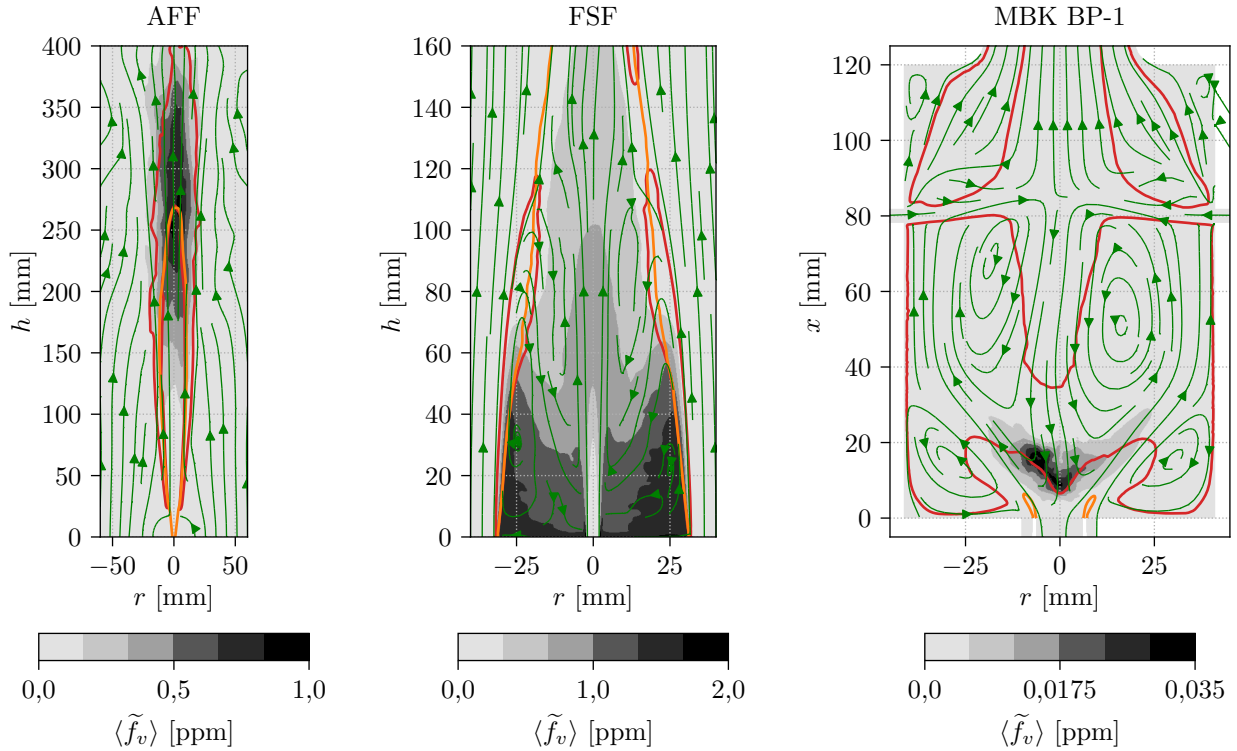 AFF
400
350
300
250
200
150
100
50
0
h [mm]
−50 0 50
r [mm]
0,0 0,5 1,0
⟨f̃_v⟩ [ppm]
FSF
160
140
120
100
80
60
40
20
0
h [mm]
−25 0 25
r [mm]
0,0 1,0 2,0
⟨f̃_v⟩ [ppm]
MBK BP-1
120
100
80
60
40
20
0
x [mm]
−25 0 25
r [mm]
0,0 0,0175 0,035
⟨f̃_v⟩ [ppm]